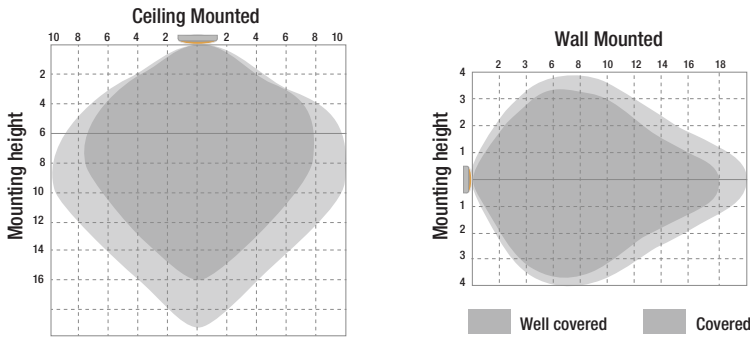 Ceiling Mounted
10 8 6 4 2 2 4 6 8 10
Mounting height
2
4
6
8
10
12
14
16
Wall Mounted
2 3 6 8 10 12 14 16 18
Mounting height
4
3
2
1
1
2
3
4
Well covered
Covered